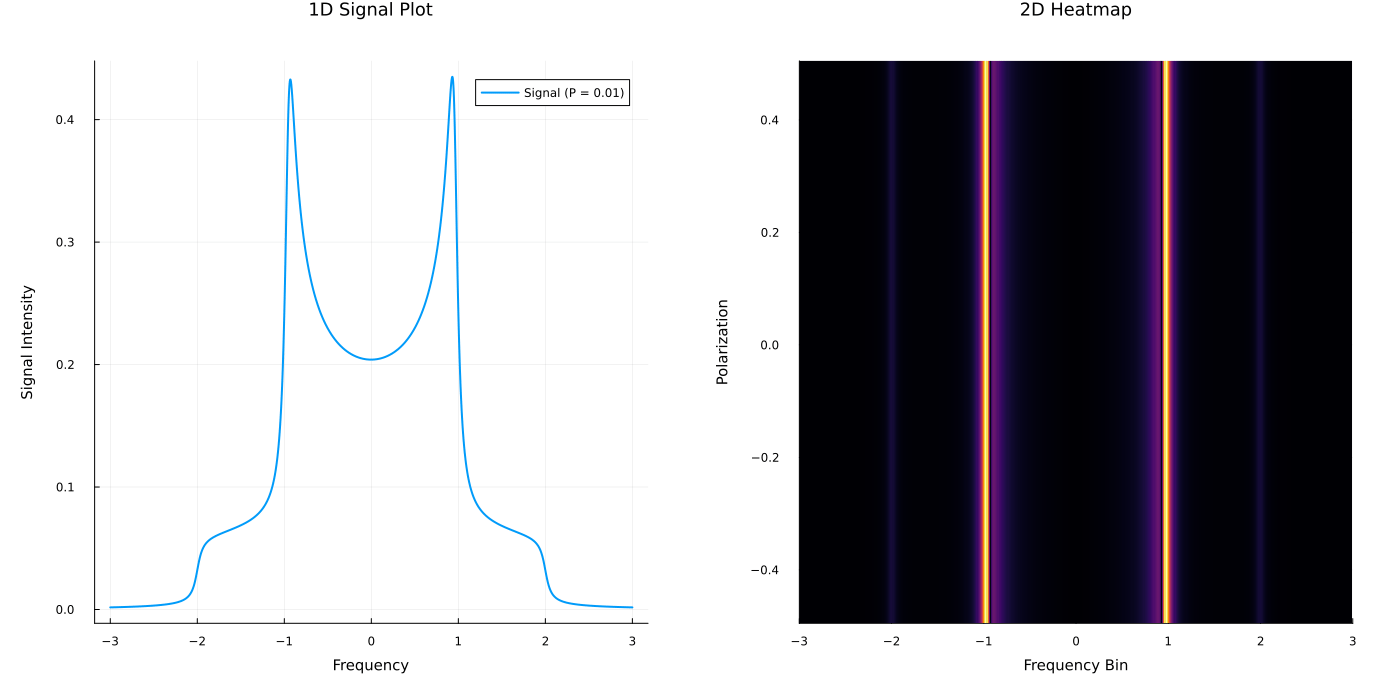 1D Signal Plot
Signal (P = 0.01)
Signal Intensity
0.4
0.3
0.2
0.1
0.0
−3 −2 −1 0 1 2 3
Frequency
2D Heatmap
Polarization
0.4
0.2
0.0
−0.2
−0.4
−3 −2 −1 0 1 2 3
Frequency Bin